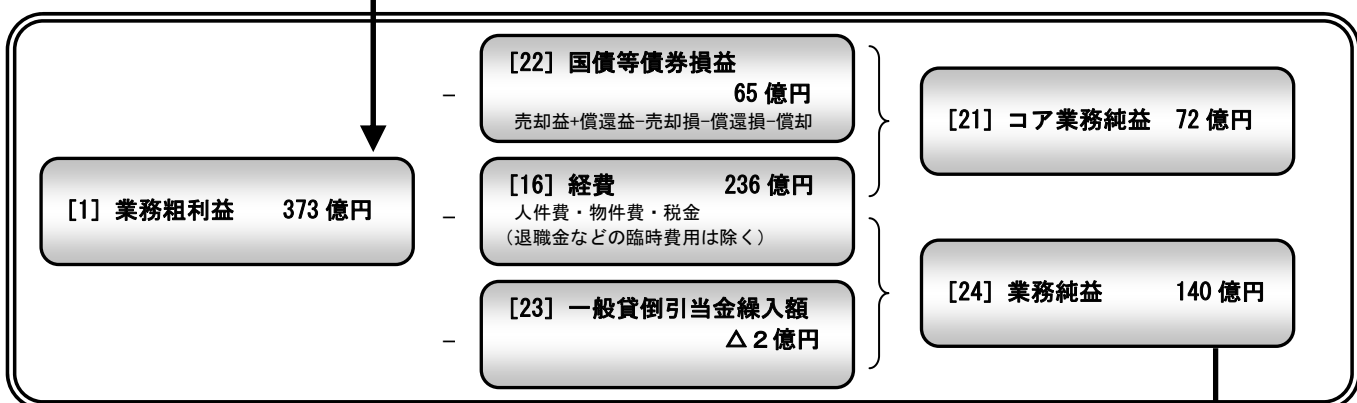 [22] 国債等債券損益
－ 65 億円
売却益+償還益−売却損−償還損−償却
[21] コア業務純益 72 億円
[1] 業務粗利益 373 億円
[16] 経費 236 億円
－ 人件費・物件費・税金
（退職金などの臨時費用は除く）
[24] 業務純益 140 億円
[23] 一般貸倒引当金繰入額
－ △２億円